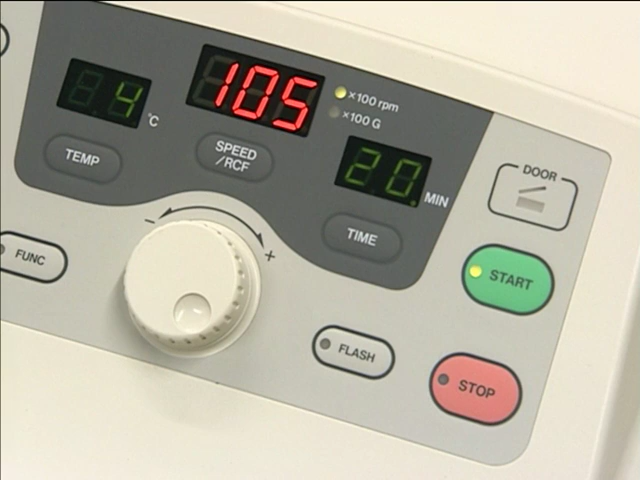 105
×100 rpm
×100 G
4
°C
TEMP
SPEED
/RCF
20.
MIN
TIME
DOOR
− +
FUNC
START
FLASH
STOP